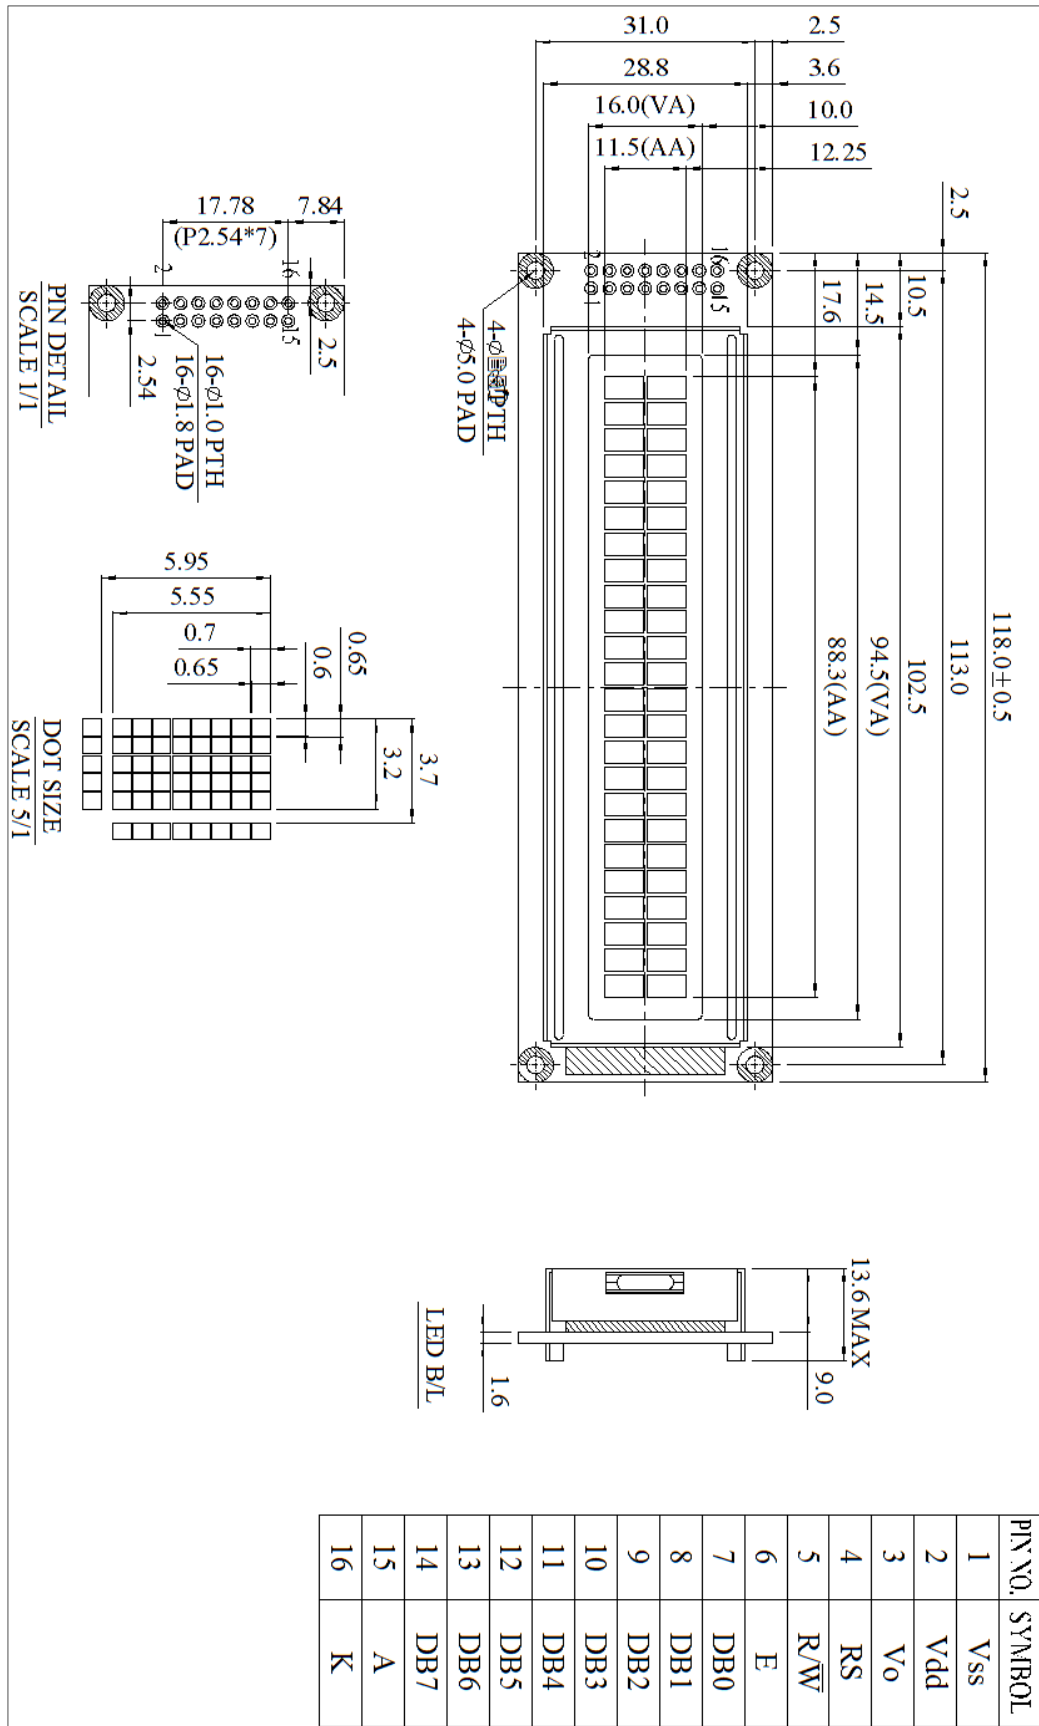 31.0
2.5
28.8
3.6
16.0(VA)
10.0
11.5(AA)
12.25
2.5
10.5
14.5
17.6
118.0±0.5
113.0
102.5
94.5(VA)
88.3(AA)
2
16
1
15
PTH
4-Ø5.0 PAD
17.78
7.84
(P2.54*7)
2
16
1
15
2.5
2.54
16-Ø1.0 PTH
16-Ø1.8 PAD
PIN DETAIL
SCALE 1/1
5.95
5.55
0.7
0.65
0.65
0.6
3.7
3.2
DOT SIZE
SCALE 5/1
13.6 MAX
9.0
1.6
LED B/L
PIN NO. SYMBOL
1 Vss
2 Vdd
3 Vo
4 RS
5 R/W̅
6 E
7 DB0
8 DB1
9 DB2
10 DB3
11 DB4
12 DB5
13 DB6
14 DB7
15 A
16 K